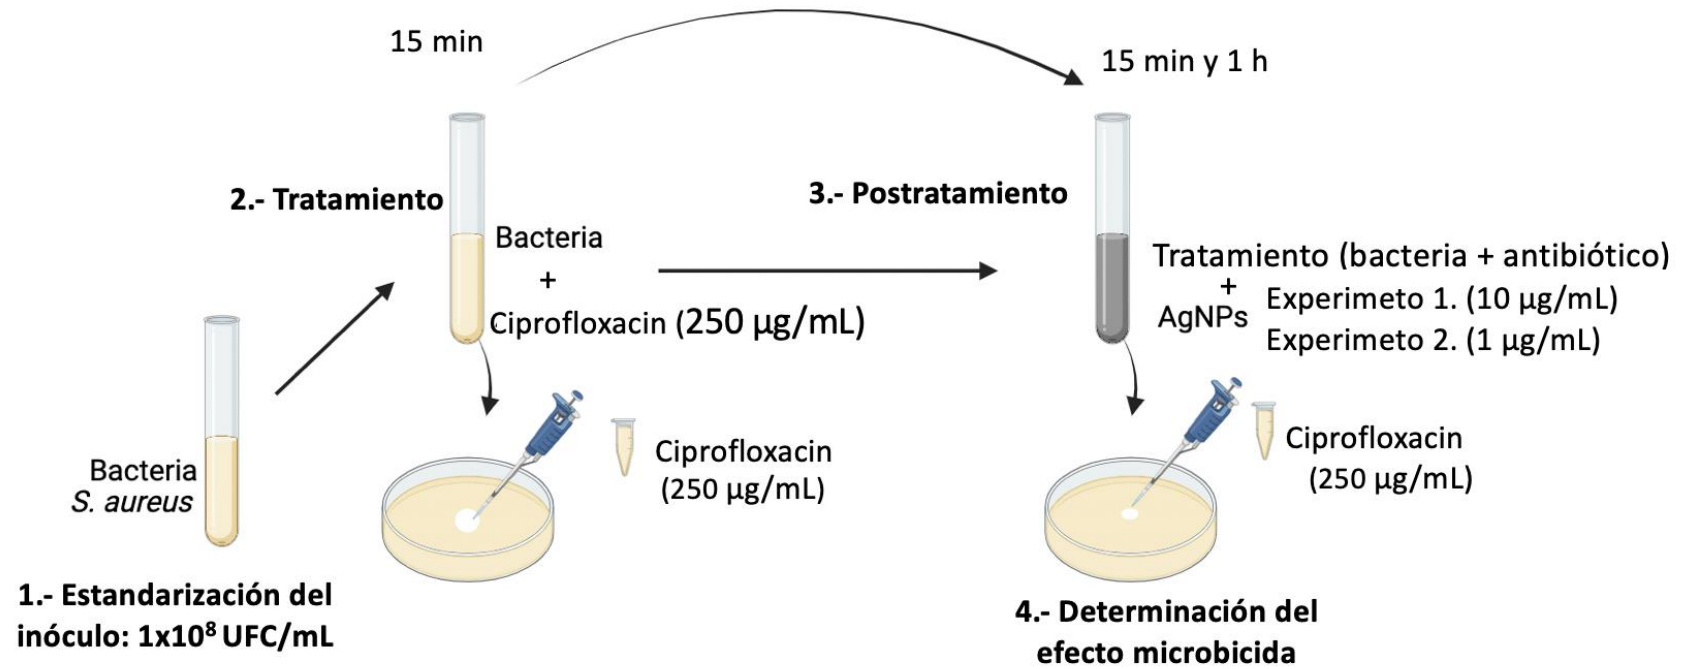 15 min
15 min y 1 h
2.- Tratamiento
3.- Postratamiento
Bacteria
+
Ciprofloxacin (250 µg/mL)
Tratamiento (bacteria + antibiótico)
+
AgNPs
Experimeto 1. (10 µg/mL)
Experimeto 2. (1 µg/mL)
Bacteria
S. aureus
Ciprofloxacin
(250 µg/mL)
Ciprofloxacin
(250 µg/mL)
1.- Estandarización del
inóculo: 1x10⁸ UFC/mL
4.- Determinación del
efecto microbicida